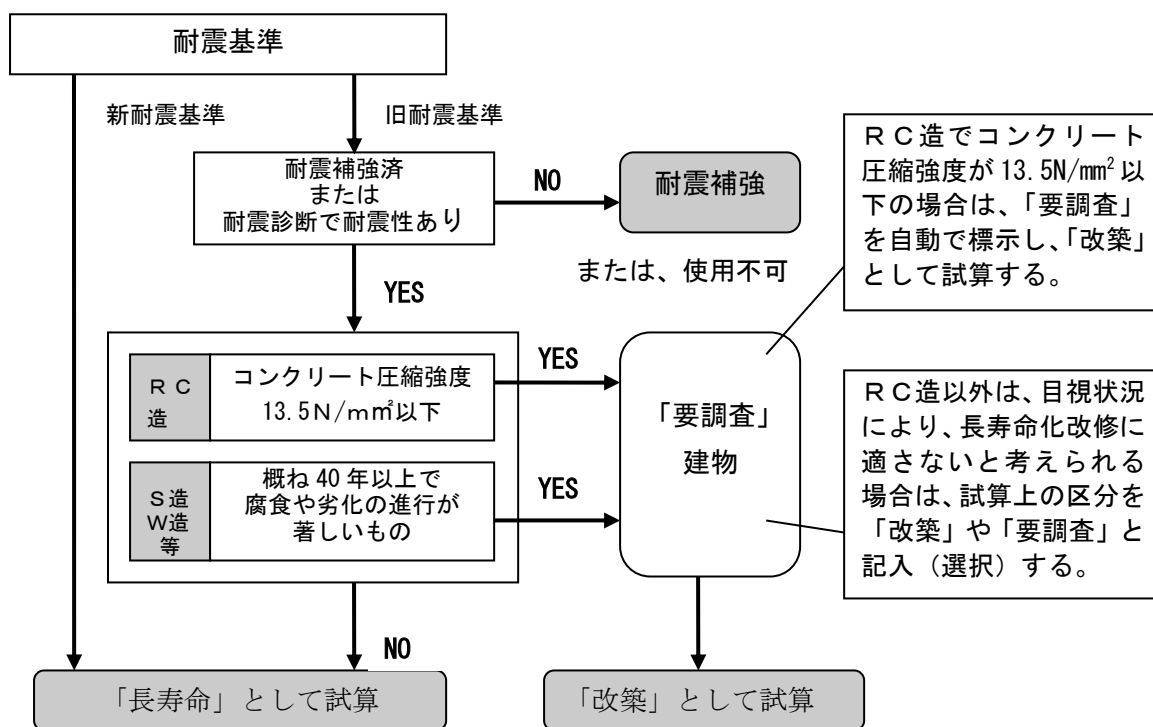 耐震基準
新耐震基準
旧耐震基準
耐震補強済
または
耐震診断で耐震性あり
NO
耐震補強
または、使用不可
YES
ＲＣ造でコンクリート
圧縮強度が 13.5N/mm²以
下の場合は、「要調査」
を自動で標示し、「改築」
として試算する。
ＲＣ
造
コンクリート圧縮強度
13.5Ｎ/ｍ㎡以下
YES
Ｓ造
Ｗ造
等
概ね 40 年以上で
腐食や劣化の進行が
著しいもの
YES
「要調査」
建物
ＲＣ造以外は、目視状況
により、長寿命化改修に
適さないと考えられる
場合は、試算上の区分を
「改築」や「要調査」と
記入（選択）する。
NO
「長寿命」として試算
「改築」として試算